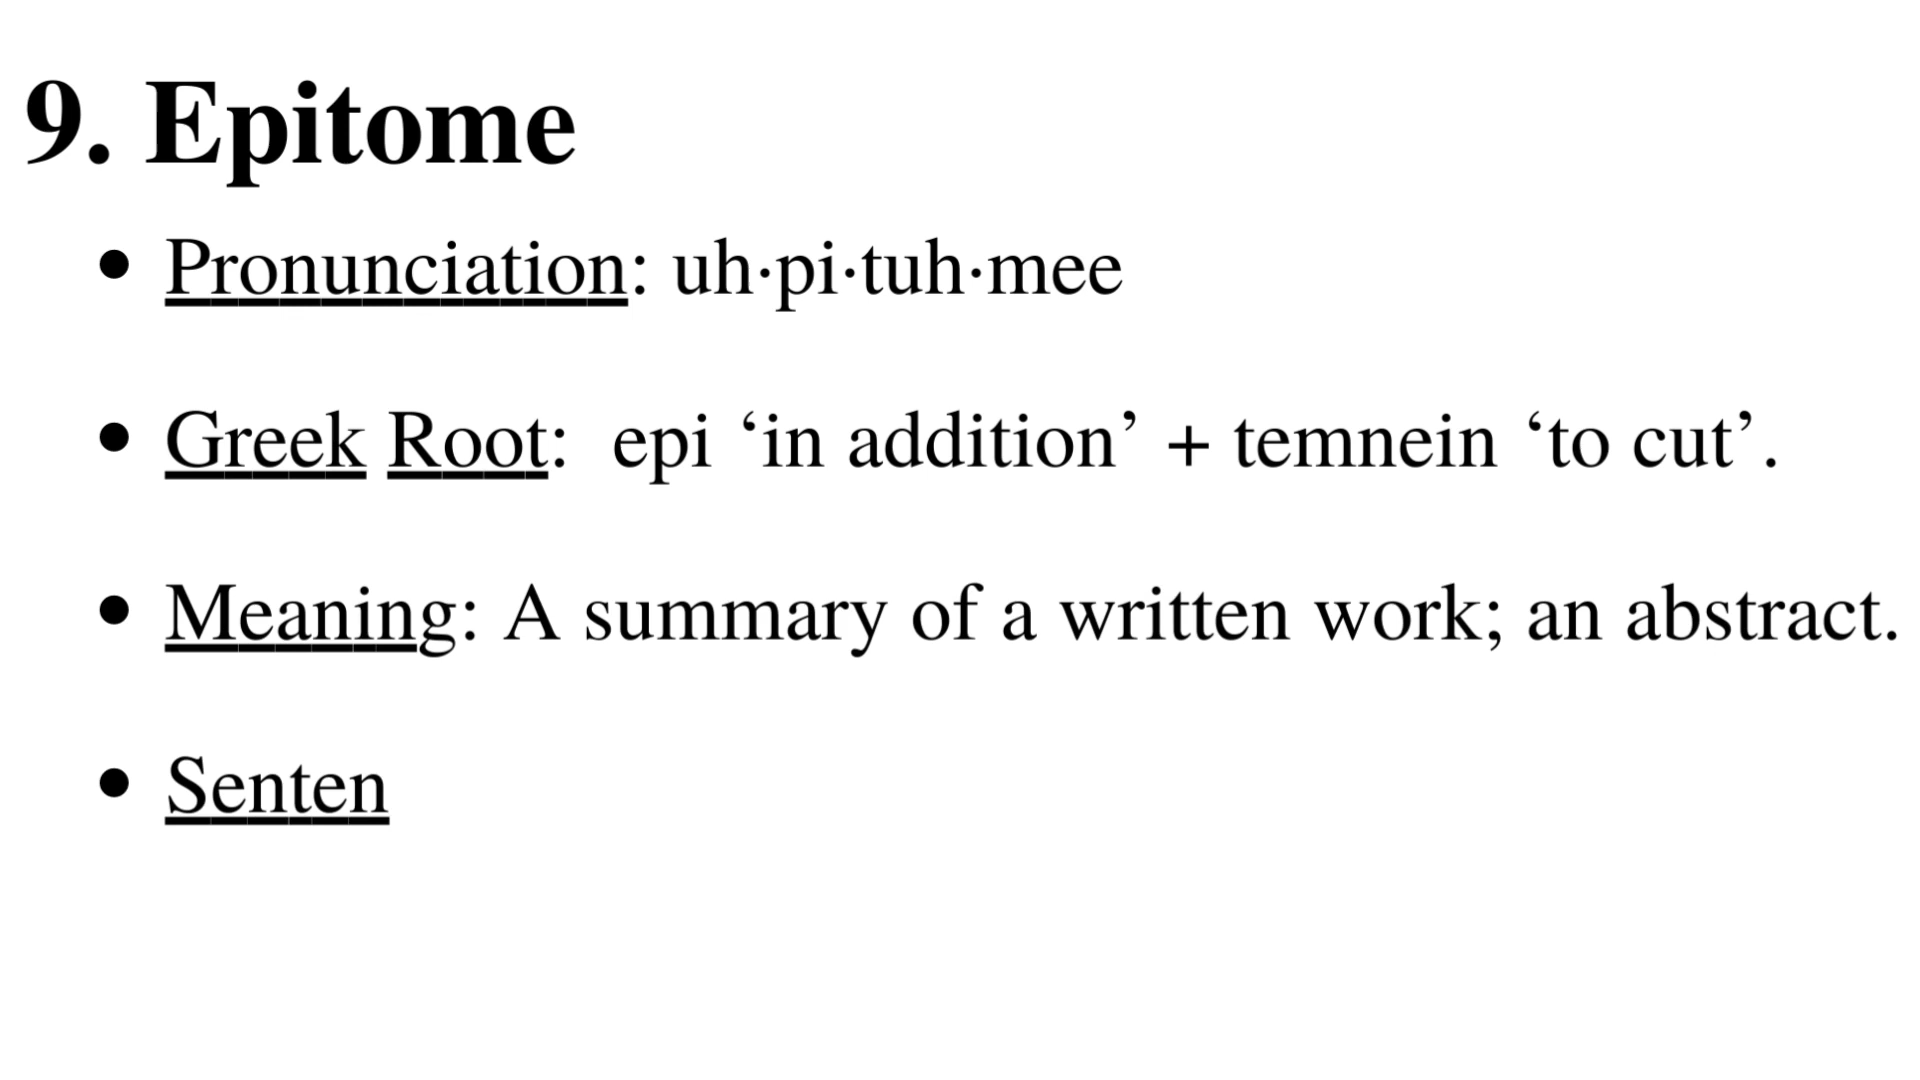 9. Epitome
• Pronunciation: uh·pi·tuh·mee
• Greek Root:  epi ‘in addition’ + temnein ‘to cut’.
• Meaning: A summary of a written work; an abstract.
• Senten